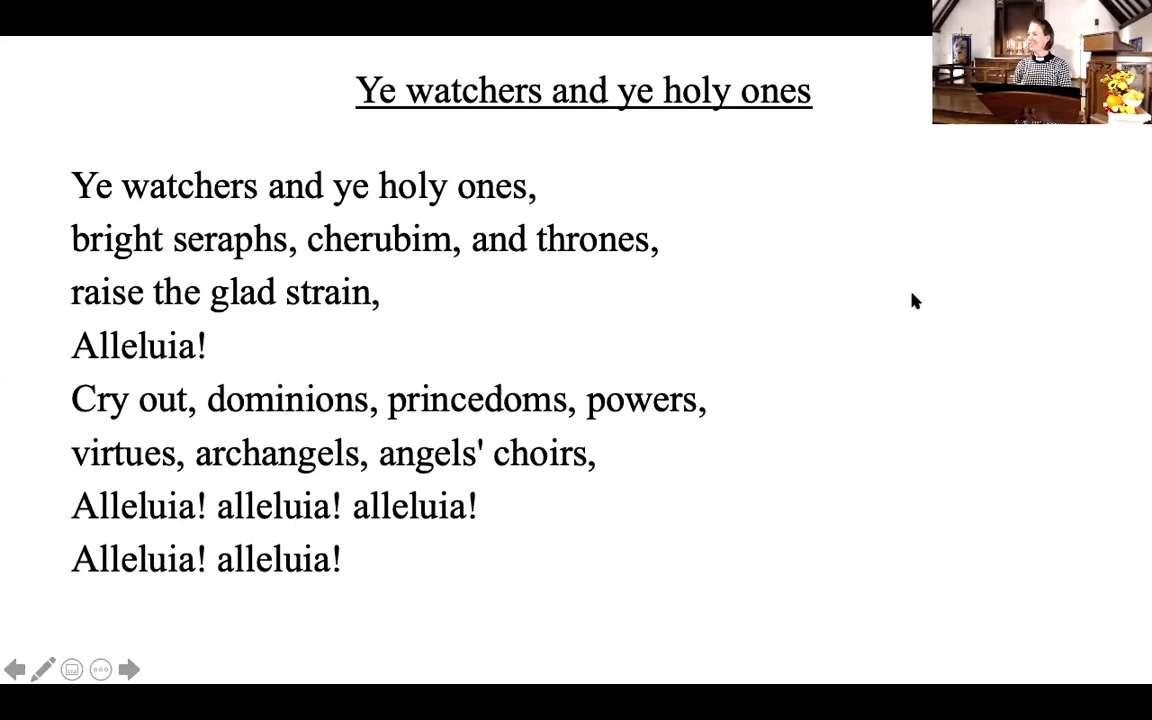 Ye watchers and ye holy ones
Ye watchers and ye holy ones,
bright seraphs, cherubim, and thrones,
raise the glad strain,
Alleluia!
Cry out, dominions, princedoms, powers,
virtues, archangels, angels' choirs,
Alleluia! alleluia! alleluia!
Alleluia! alleluia!